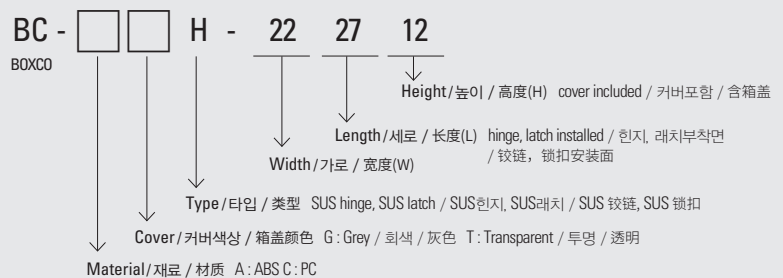 BC - □ □ H - 22 27 12
BOXCO
Height/높이 / 高度(H) cover included / 커버포함 / 含箱盖
Length/세로 / 长度(L) hinge, latch installed / 힌지, 래치부착면
/ 铰链，锁扣安装面
Width/가로 / 宽度(W)
Type/타입 / 类型 SUS hinge, SUS latch / SUS힌지, SUS래치 / SUS 铰链, SUS 锁扣
Cover/커버색상 / 箱盖颜色 G : Grey / 회색 / 灰色 T : Transparent / 투명 / 透明
Material/재료 / 材质 A : ABS C : PC